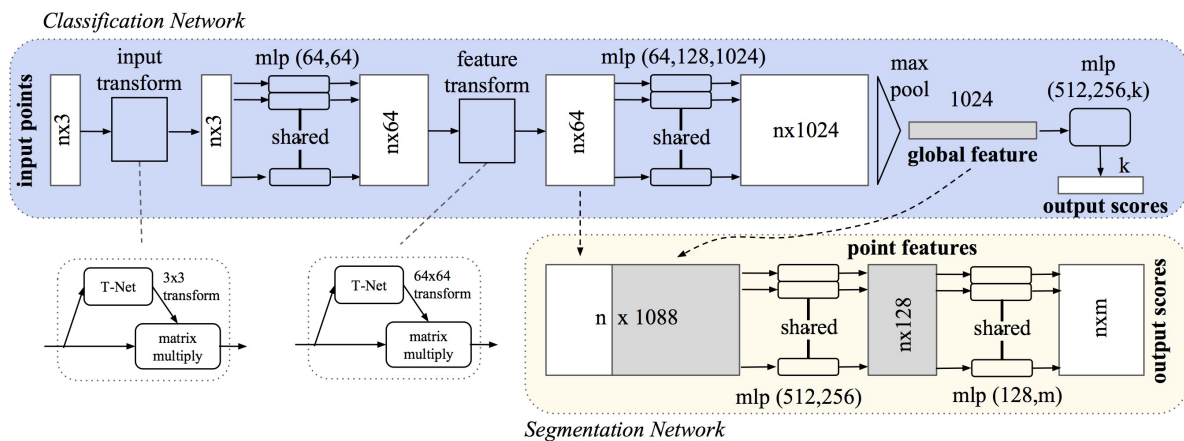 Classification Network
input points
nx3
input
transform
nx3
mlp (64,64)
shared
nx64
feature
transform
nx64
mlp (64,128,1024)
shared
nx1024
max
pool
1024
global feature
mlp
(512,256,k)
k
output scores
T-Net
3x3
transform
matrix
multiply
T-Net
64x64
transform
matrix
multiply
point features
n x 1088
shared
mlp (512,256)
nx128
shared
mlp (128,m)
nxm
output scores
Segmentation Network